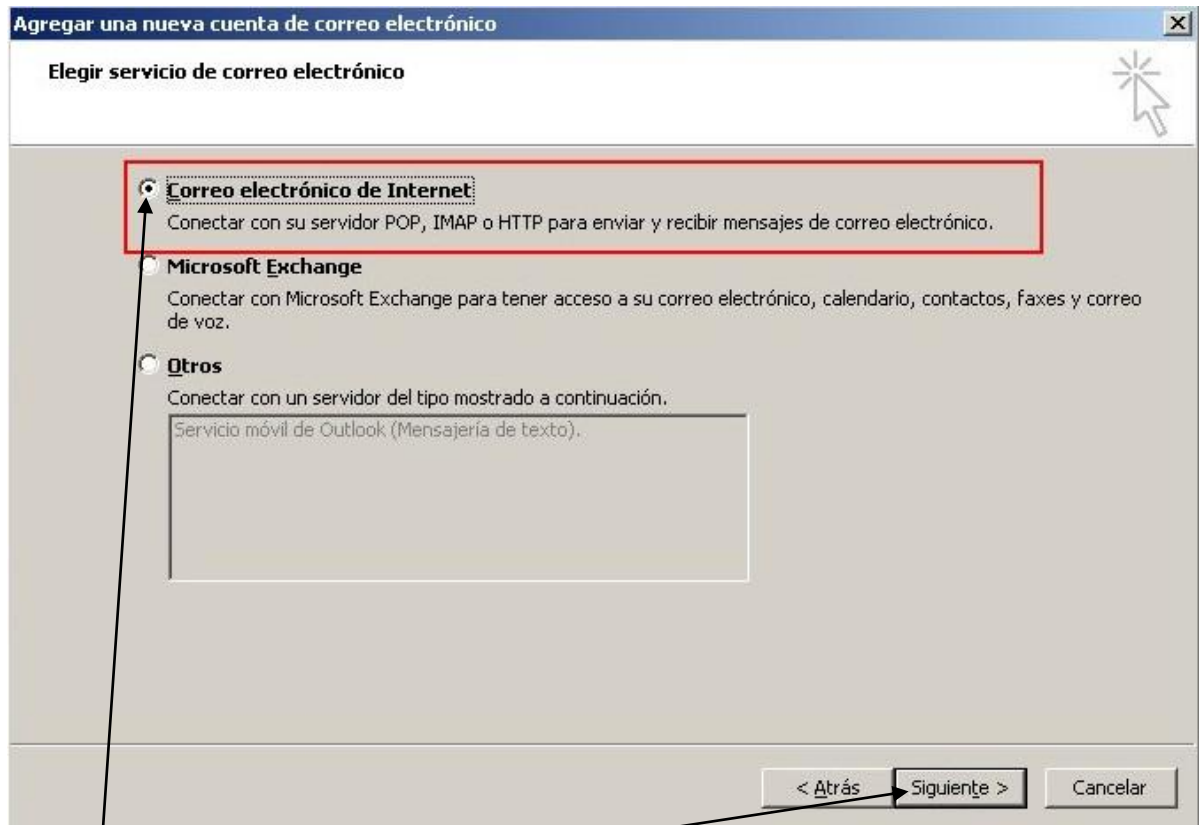 Agregar una nueva cuenta de correo electrónico
Elegir servicio de correo electrónico
Correo electrónico de Internet
Conectar con su servidor POP, IMAP o HTTP para enviar y recibir mensajes de correo electrónico.
Microsoft Exchange
Conectar con Microsoft Exchange para tener acceso a su correo electrónico, calendario, contactos, faxes y correo
de voz.
Otros
Conectar con un servidor del tipo mostrado a continuación.
Servicio móvil de Outlook (Mensajería de texto).
< Atrás Siguiente > Cancelar